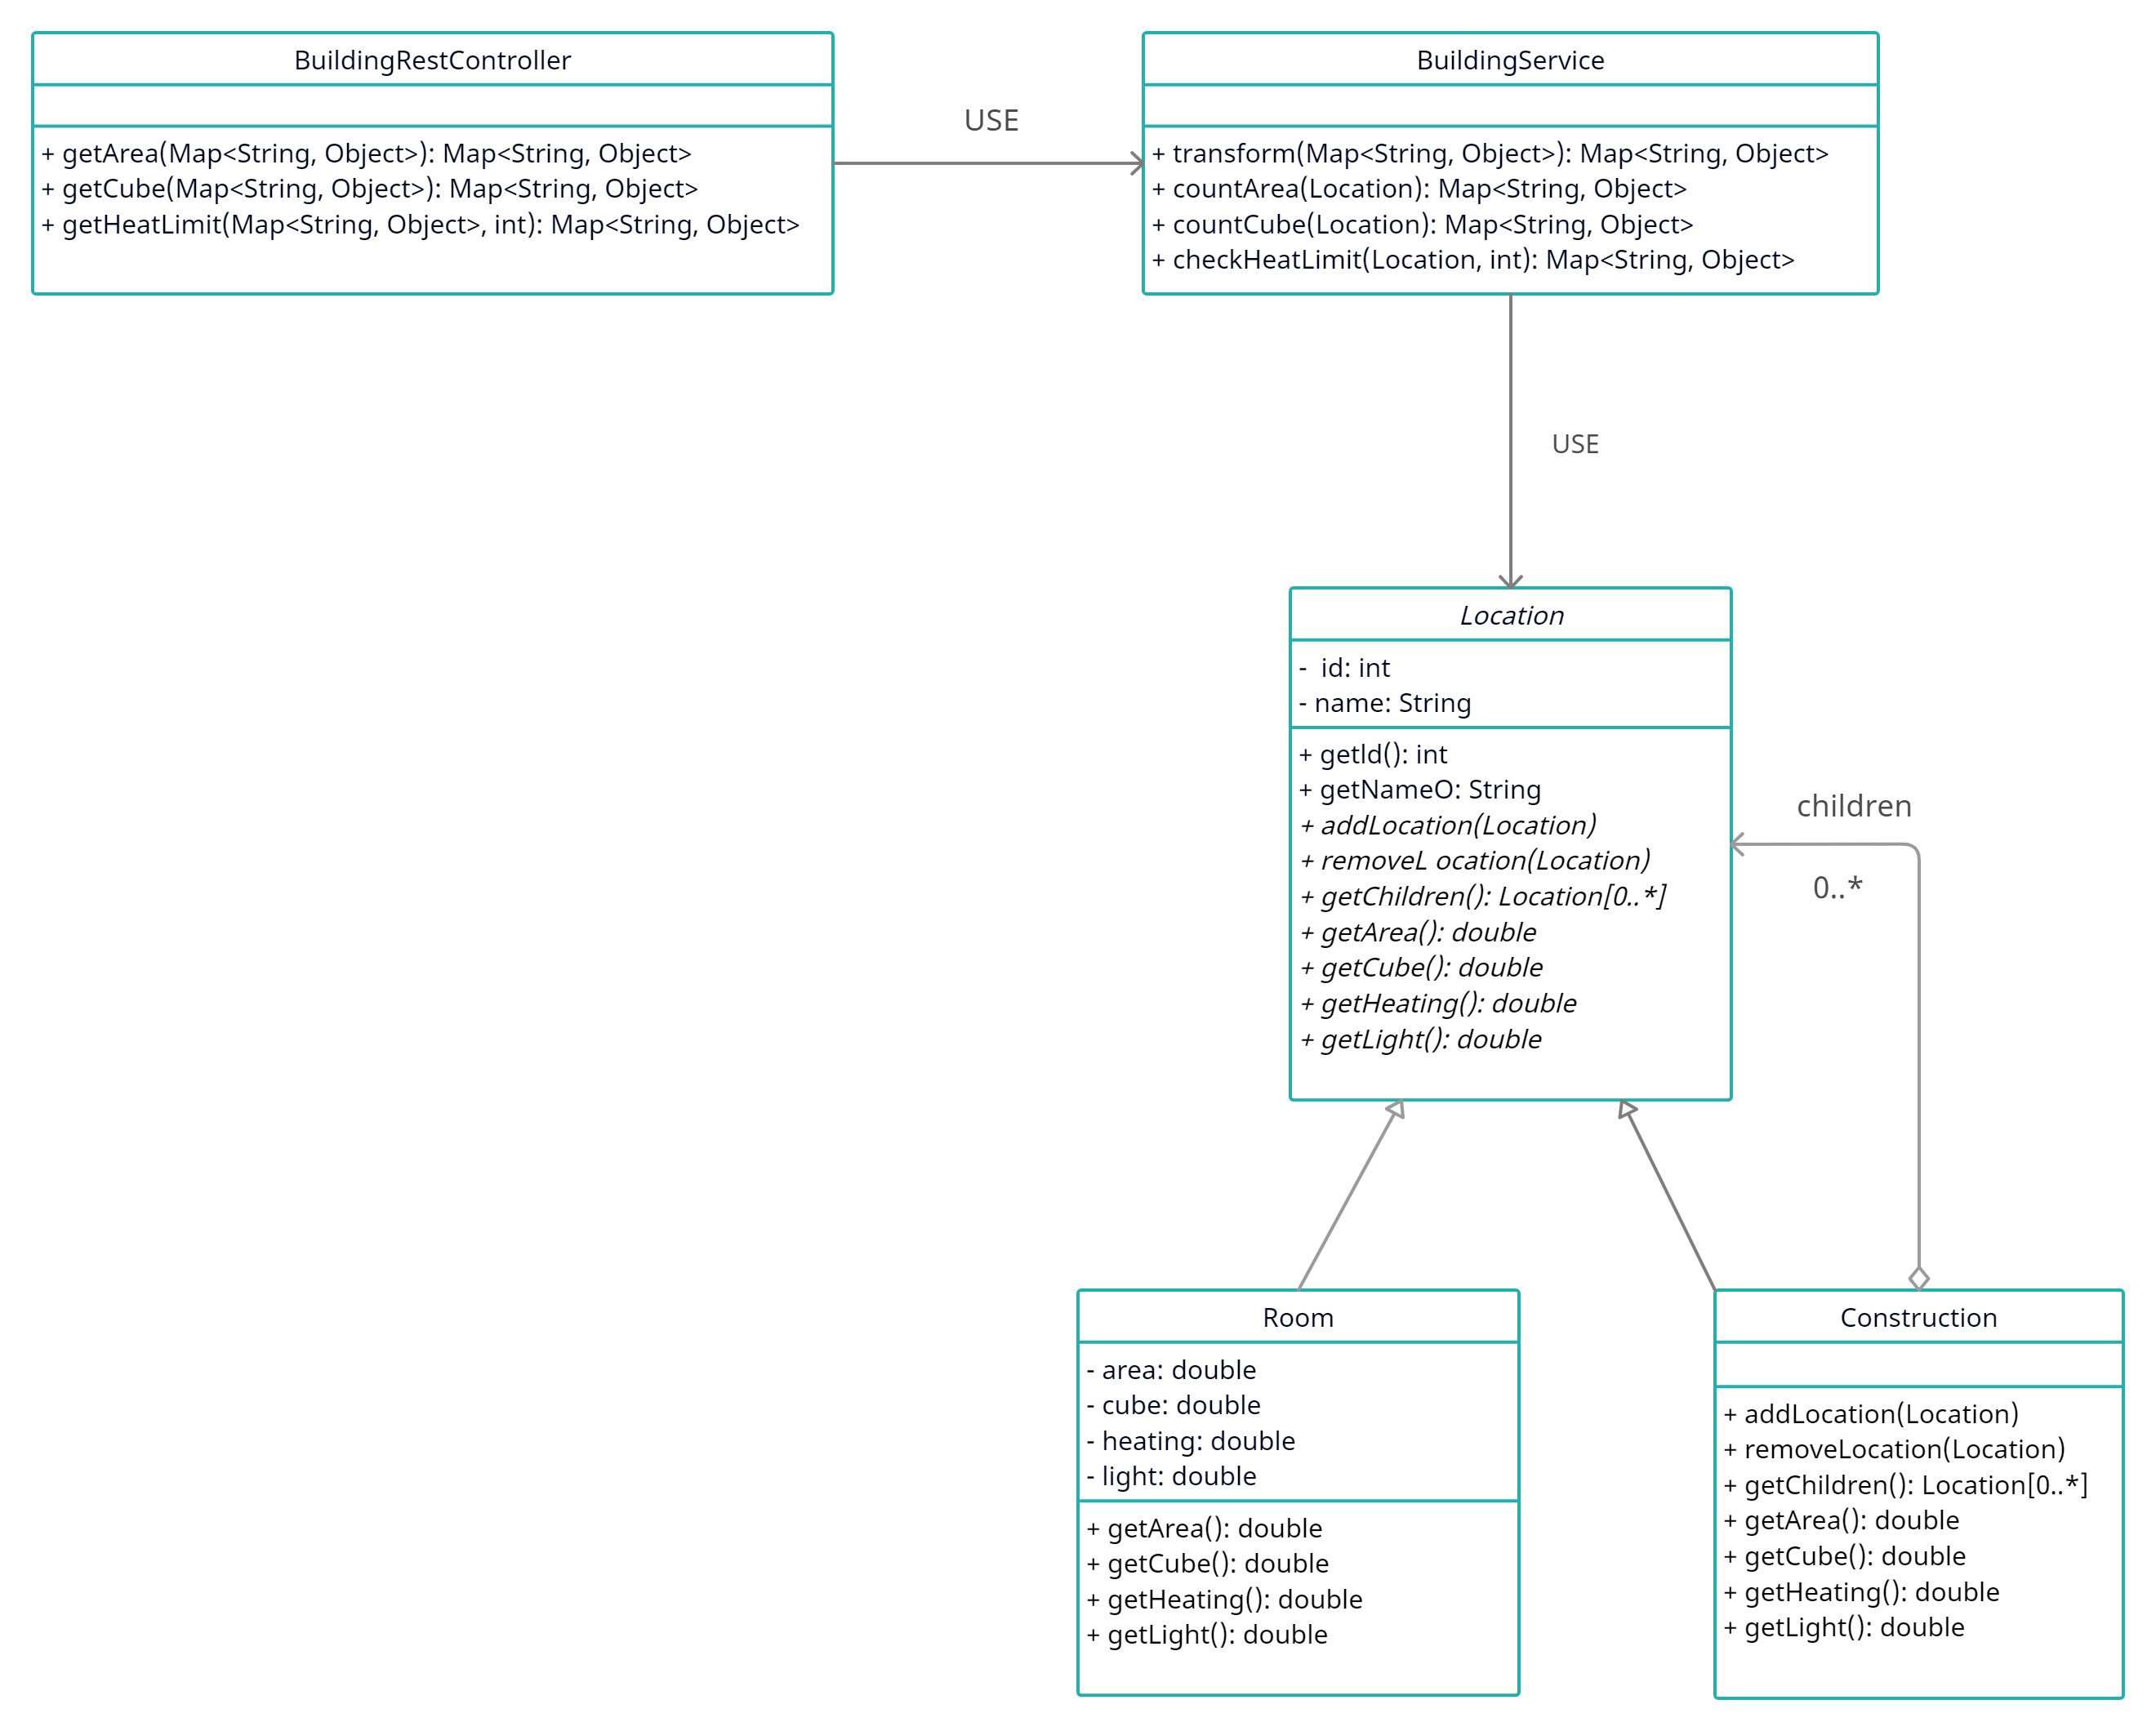 BuildingRestController
+ getArea(Map<String, Object>): Map<String, Object>
+ getCube(Map<String, Object>): Map<String, Object>
+ getHeatLimit(Map<String, Object>, int): Map<String, Object>
USE
BuildingService
+ transform(Map<String, Object>): Map<String, Object>
+ countArea(Location): Map<String, Object>
+ countCube(Location): Map<String, Object>
+ checkHeatLimit(Location, int): Map<String, Object>
USE
Location
- id: int
- name: String
+ getId(): int
+ getNameO: String
+ addLocation(Location)
+ removeL ocation(Location)
+ getChildren(): Location[0..*]
+ getArea(): double
+ getCube(): double
+ getHeating(): double
+ getLight(): double
children
0..*
Room
- area: double
- cube: double
- heating: double
- light: double
+ getArea(): double
+ getCube(): double
+ getHeating(): double
+ getLight(): double
Construction
+ addLocation(Location)
+ removeLocation(Location)
+ getChildren(): Location[0..*]
+ getArea(): double
+ getCube(): double
+ getHeating(): double
+ getLight(): double